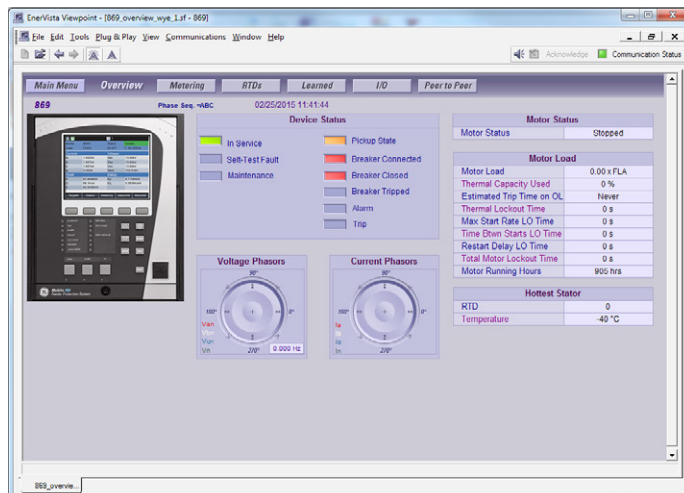 EnerVista Viewpoint - [869_overview_wye_1.sf - 869]
File Edit Tools Plug & Play View Communications Window Help
Acknowledge Communication Status
Main Menu Overview Metering RTDs Learned I/O Peer to Peer
869 Phase Seq. =ABC 02/25/2015 11:41:44
Device Status
In Service Pickup State
Self-Test Fault Breaker Connected
Maintenance Breaker Closed
Breaker Tripped
Alarm
Trip
Motor Status
Motor Status Stopped
Motor Load
Motor Load 0.00 x FLA
Thermal Capacity Used 0 %
Estimated Trip Time on OL Never
Thermal Lockout Time 0 s
Max Start Rate LO Time 0 s
Time Btwn Starts LO Time 0 s
Restart Delay LO Time 0 s
Total Motor Lockout Time 0 s
Motor Running Hours 905 hrs
Hottest Stator
RTD 0
Temperature -40 °C
Voltage Phasors
90°
180° 0°
Van
Vbn
Vcn
Vn 270° 0.000 Hz
Current Phasors
90°
180° 0°
Ia
Ib
Ic
In 270°
869_overvie...